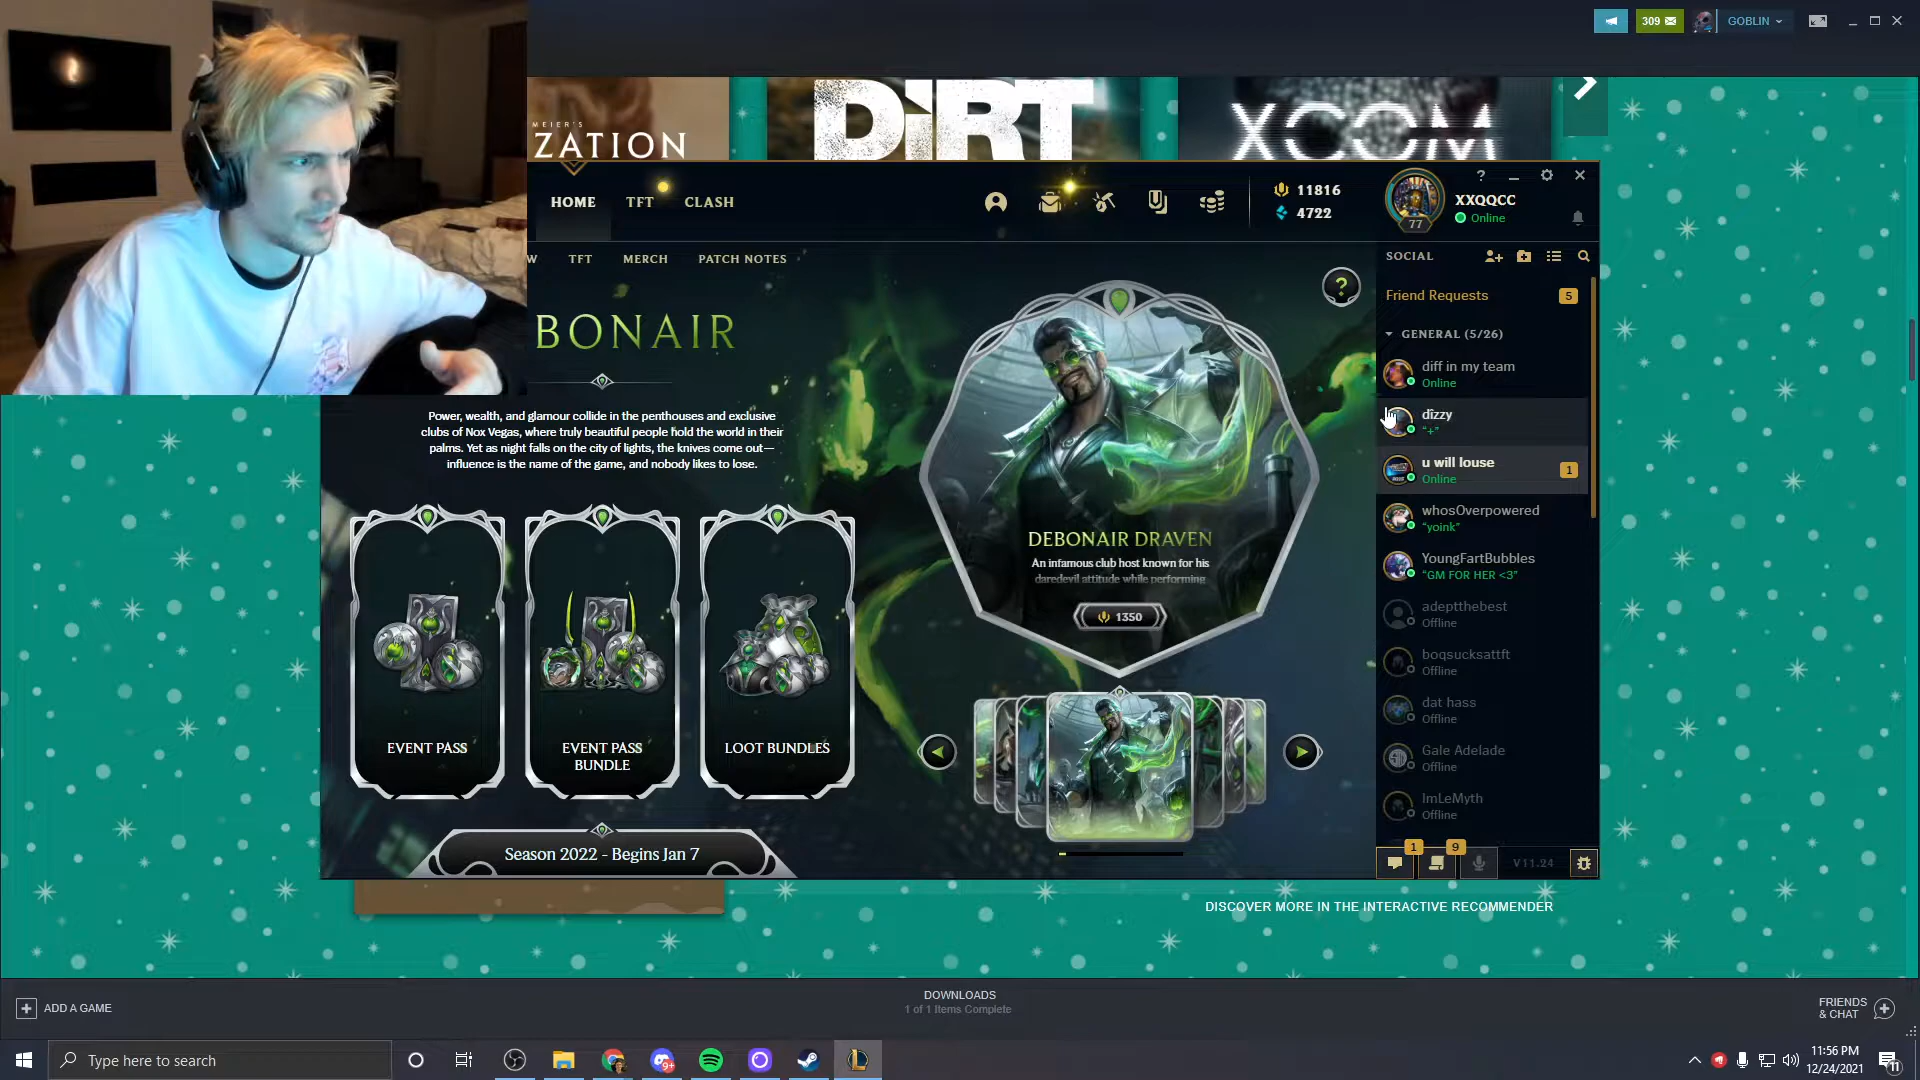 309
GOBLIN
MEIER'S
ZATION
DiRT
XCOM
HOME
TFT
CLASH
11816
4722
77
?
XXQQCC
Online
W
TFT
MERCH
PATCH NOTES
SOCIAL
Friend Requests
5
BONAIR
?
GENERAL (5/26)
diff in my team
Online
Power, wealth, and glamour collide in the penthouses and exclusive
clubs of Nox Vegas, where truly beautiful people hold the world in their
palms. Yet as night falls on the city of lights, the knives come out—
influence is the name of the game, and nobody likes to lose.
dïzzy
"+"
u will louse
Online
1
whosOverpowered
"yoink"
YoungFartBubbles
"GM FOR HER <3"
adeptthebest
Offline
boqsucksattft
Offline
dat hass
Offline
Gale Adelade
Offline
ImLeMyth
Offline
DEBONAIR DRAVEN
An infamous club host known for his
daredevil attitude while performing
1350
EVENT PASS
EVENT PASS
BUNDLE
LOOT BUNDLES
Season 2022 - Begins Jan 7
1
9
V11.24
DISCOVER MORE IN THE INTERACTIVE RECOMMENDER
ADD A GAME
DOWNLOADS
1 of 1 Items Complete
FRIENDS
& CHAT
Type here to search
9+
11:56 PM
12/24/2021
11